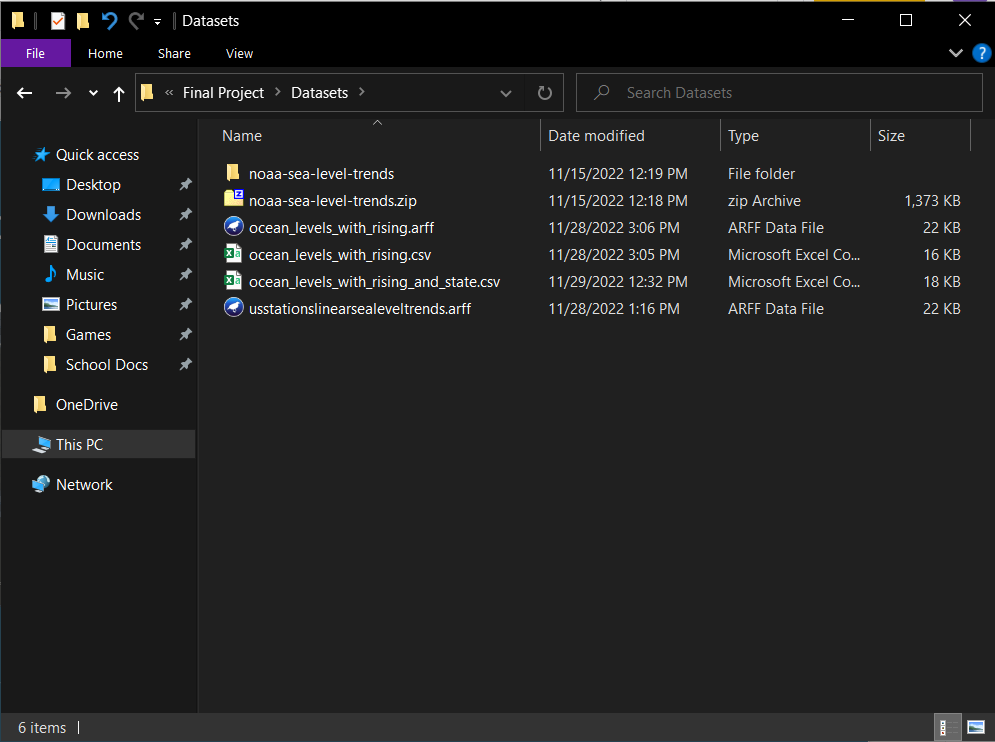 Datasets
File Home Share View ?
« Final Project > Datasets > Search Datasets
Name Date modified Type Size
noaa-sea-level-trends 11/15/2022 12:19 PM File folder
noaa-sea-level-trends.zip 11/15/2022 12:18 PM zip Archive 1,373 KB
ocean_levels_with_rising.arff 11/28/2022 3:06 PM ARFF Data File 22 KB
ocean_levels_with_rising.csv 11/28/2022 3:05 PM Microsoft Excel Co... 16 KB
ocean_levels_with_rising_and_state.csv 11/29/2022 12:32 PM Microsoft Excel Co... 18 KB
usstationslinearsealeveltrends.arff 11/28/2022 1:16 PM ARFF Data File 22 KB
Quick access
Desktop
Downloads
Documents
Music
Pictures
Games
School Docs
OneDrive
This PC
Network
6 items